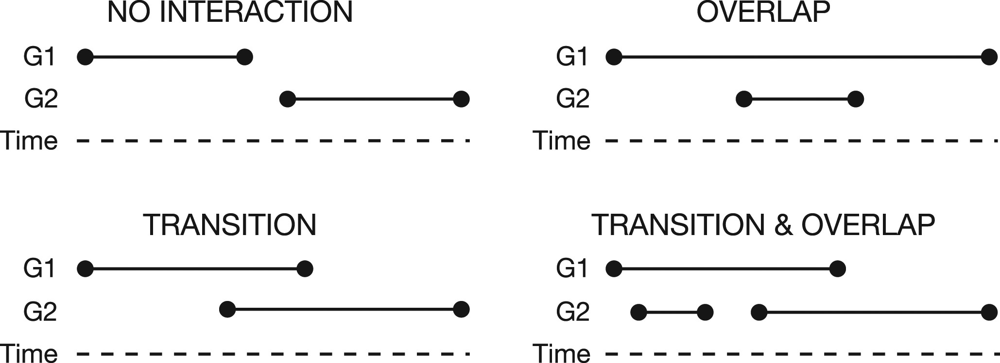 NO INTERACTION
G1
G2
Time
OVERLAP
G1
G2
Time
TRANSITION
G1
G2
Time
TRANSITION & OVERLAP
G1
G2
Time